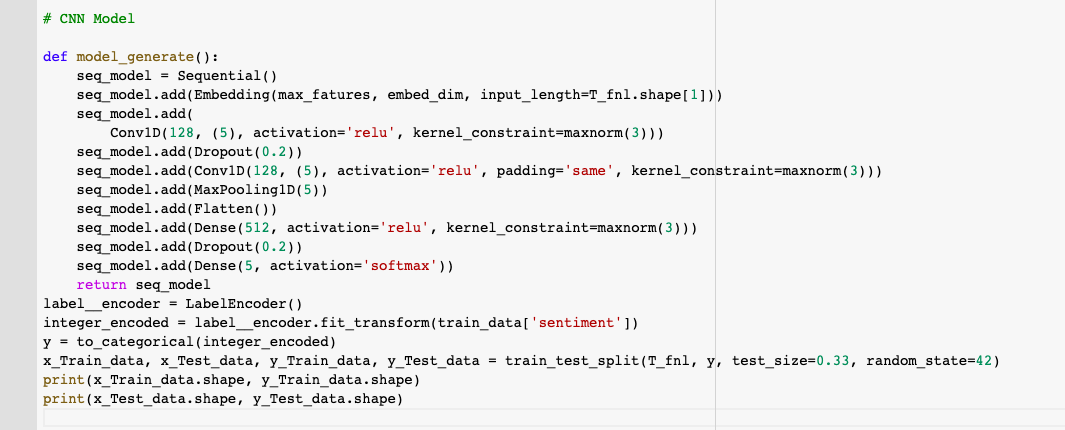 # CNN Model
def model_generate():
    seq_model = Sequential()
    seq_model.add(Embedding(max_fatures, embed_dim, input_length=T_fnl.shape[1]))
    seq_model.add(
        Conv1D(128, (5), activation='relu', kernel_constraint=maxnorm(3)))
    seq_model.add(Dropout(0.2))
    seq_model.add(Conv1D(128, (5), activation='relu', padding='same', kernel_constraint=maxnorm(3)))
    seq_model.add(MaxPooling1D(5))
    seq_model.add(Flatten())
    seq_model.add(Dense(512, activation='relu', kernel_constraint=maxnorm(3)))
    seq_model.add(Dropout(0.2))
    seq_model.add(Dense(5, activation='softmax'))
    return seq_model
label__encoder = LabelEncoder()
integer_encoded = label__encoder.fit_transform(train_data['sentiment'])
y = to_categorical(integer_encoded)
x_Train_data, x_Test_data, y_Train_data, y_Test_data = train_test_split(T_fnl, y, test_size=0.33, random_state=42)
print(x_Train_data.shape, y_Train_data.shape)
print(x_Test_data.shape, y_Test_data.shape)